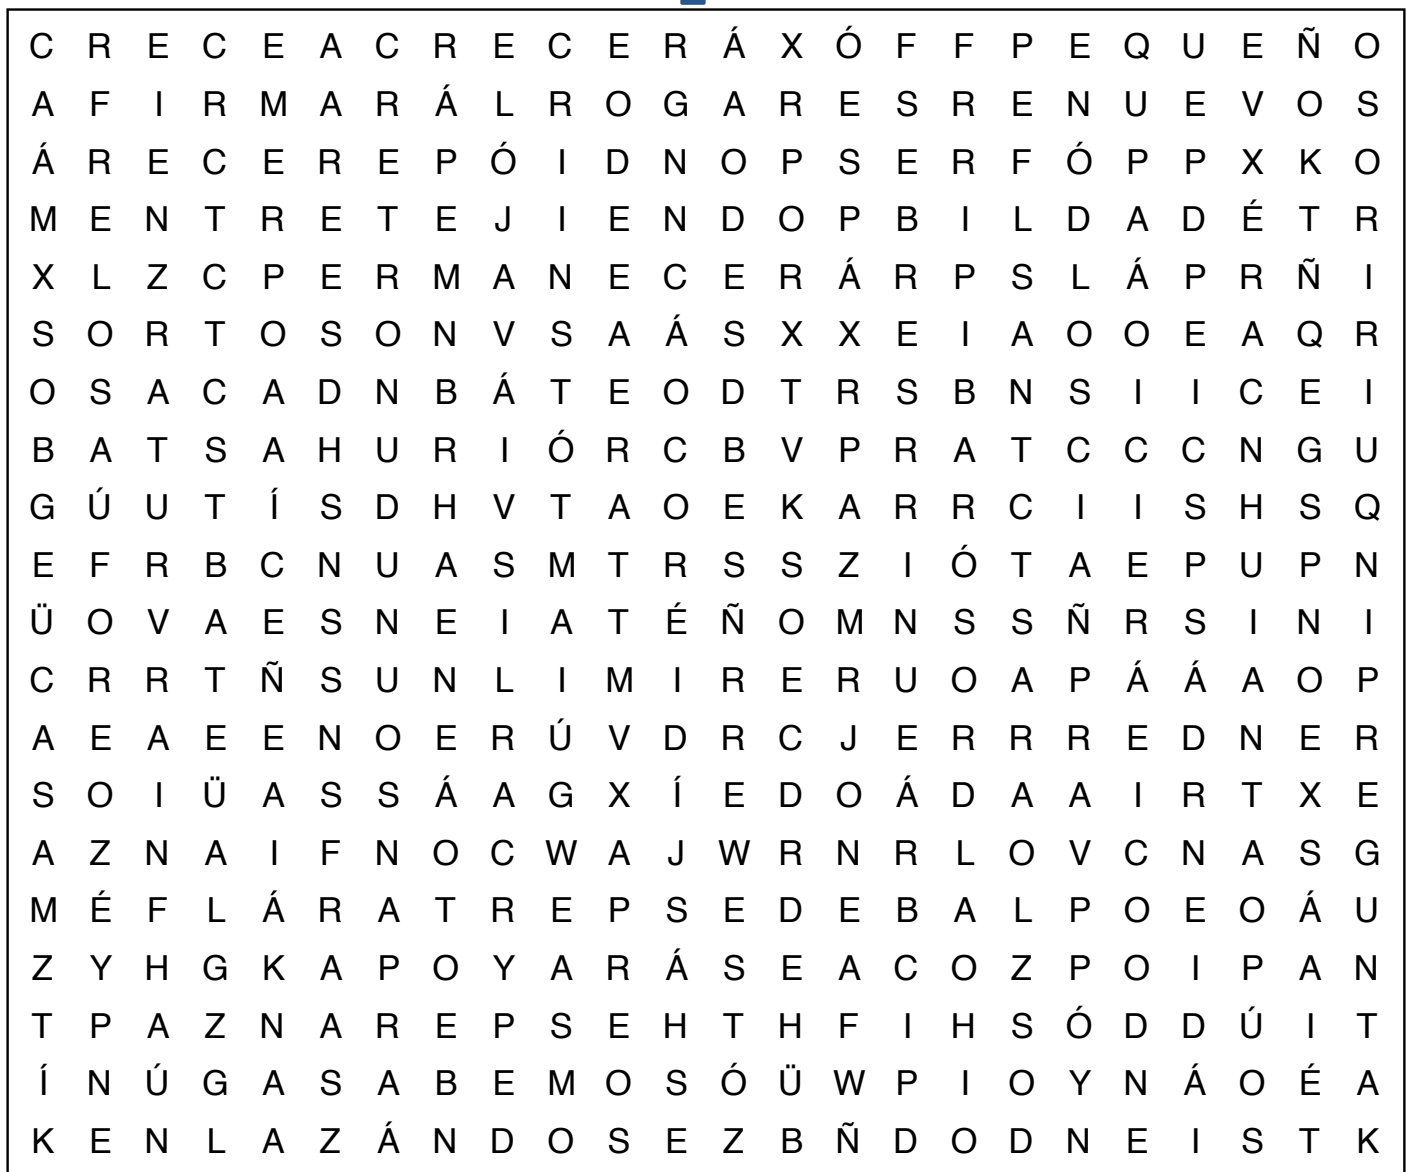 C R E C E A C R E C E R Á X Ó F F P E Q U E Ñ O
A F I R M A R Á L R O G A R E S R E N U E V O S
Á R E C E R E P Ó I D N O P S E R F Ó P P X K O
M E N T R E T E J I E N D O P B I L D A D É T R
X L Z C P E R M A N E C E R Á R P S L Á P R Ñ I
S O R T O S O N V S A Á S X X E I A O O E A Q R
O S A C A D N B Á T E O D T R S B N S I I C E I
B A T S A H U R I Ó R C B V P R A T C C C N G U
G Ú U T Í S D H V T A O E K A R R C I I S H S Q
E F R B C N U A S M T R S S Z I Ó T A E P U P N
Ü O V A E S N E I A T É Ñ O M N S S Ñ R S I N I
C R R T Ñ S U N L I M I R E R U O A P Á Á A O P
A E A E E N O E R Ú V D R C J E R R R E D N E R
S O I Ü A S S Á A G X Í E D O Á D A A I R T X E
A Z N A I F N O C W A J W R N R L O V C N A S G
M É F L Á R A T R E P S E D E B A L P O E O Á U
Z Y H G K A P O Y A R Á S E A C O Z P O I P A N
T P A Z N A R E P S E H T H F I H S Ó D D Ú I T
Í N Ú G A S A B E M O S Ó Ü W P I O Y N Á O É A
K E N L A Z Á N D O S E Z B Ñ D O D N E I S T K